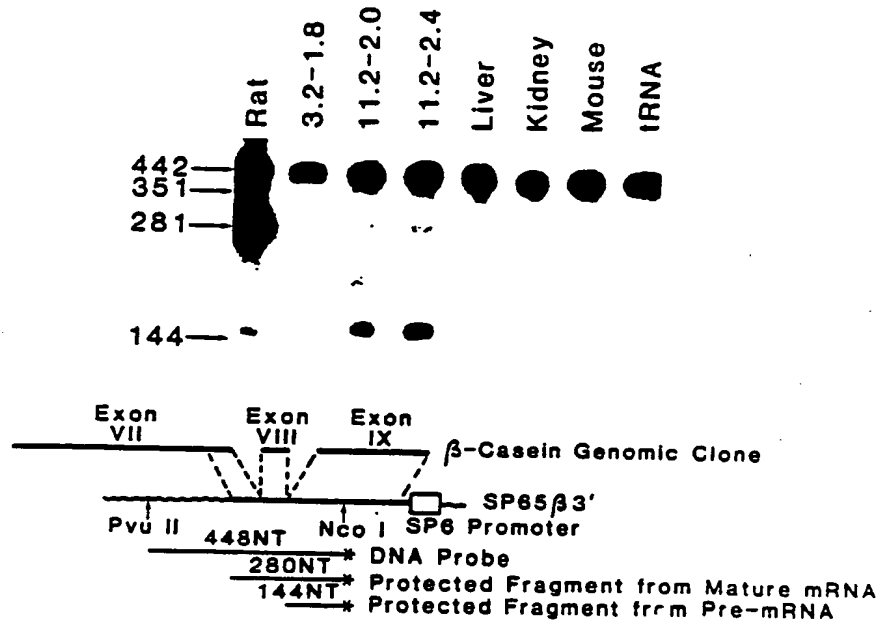 Rat
3.2-1.8
11.2-2.0
11.2-2.4
Liver
Kidney
Mouse
tRNA
442
351
281
144
Exon VII
Exon VIII
Exon IX
β-Casein Genomic Clone
SP65β3'
Pvu II
Nco I
SP6 Promoter
448NT
* DNA Probe
280NT
* Protected Fragment from Mature mRNA
144NT
* Protected Fragment from Pre-mRNA